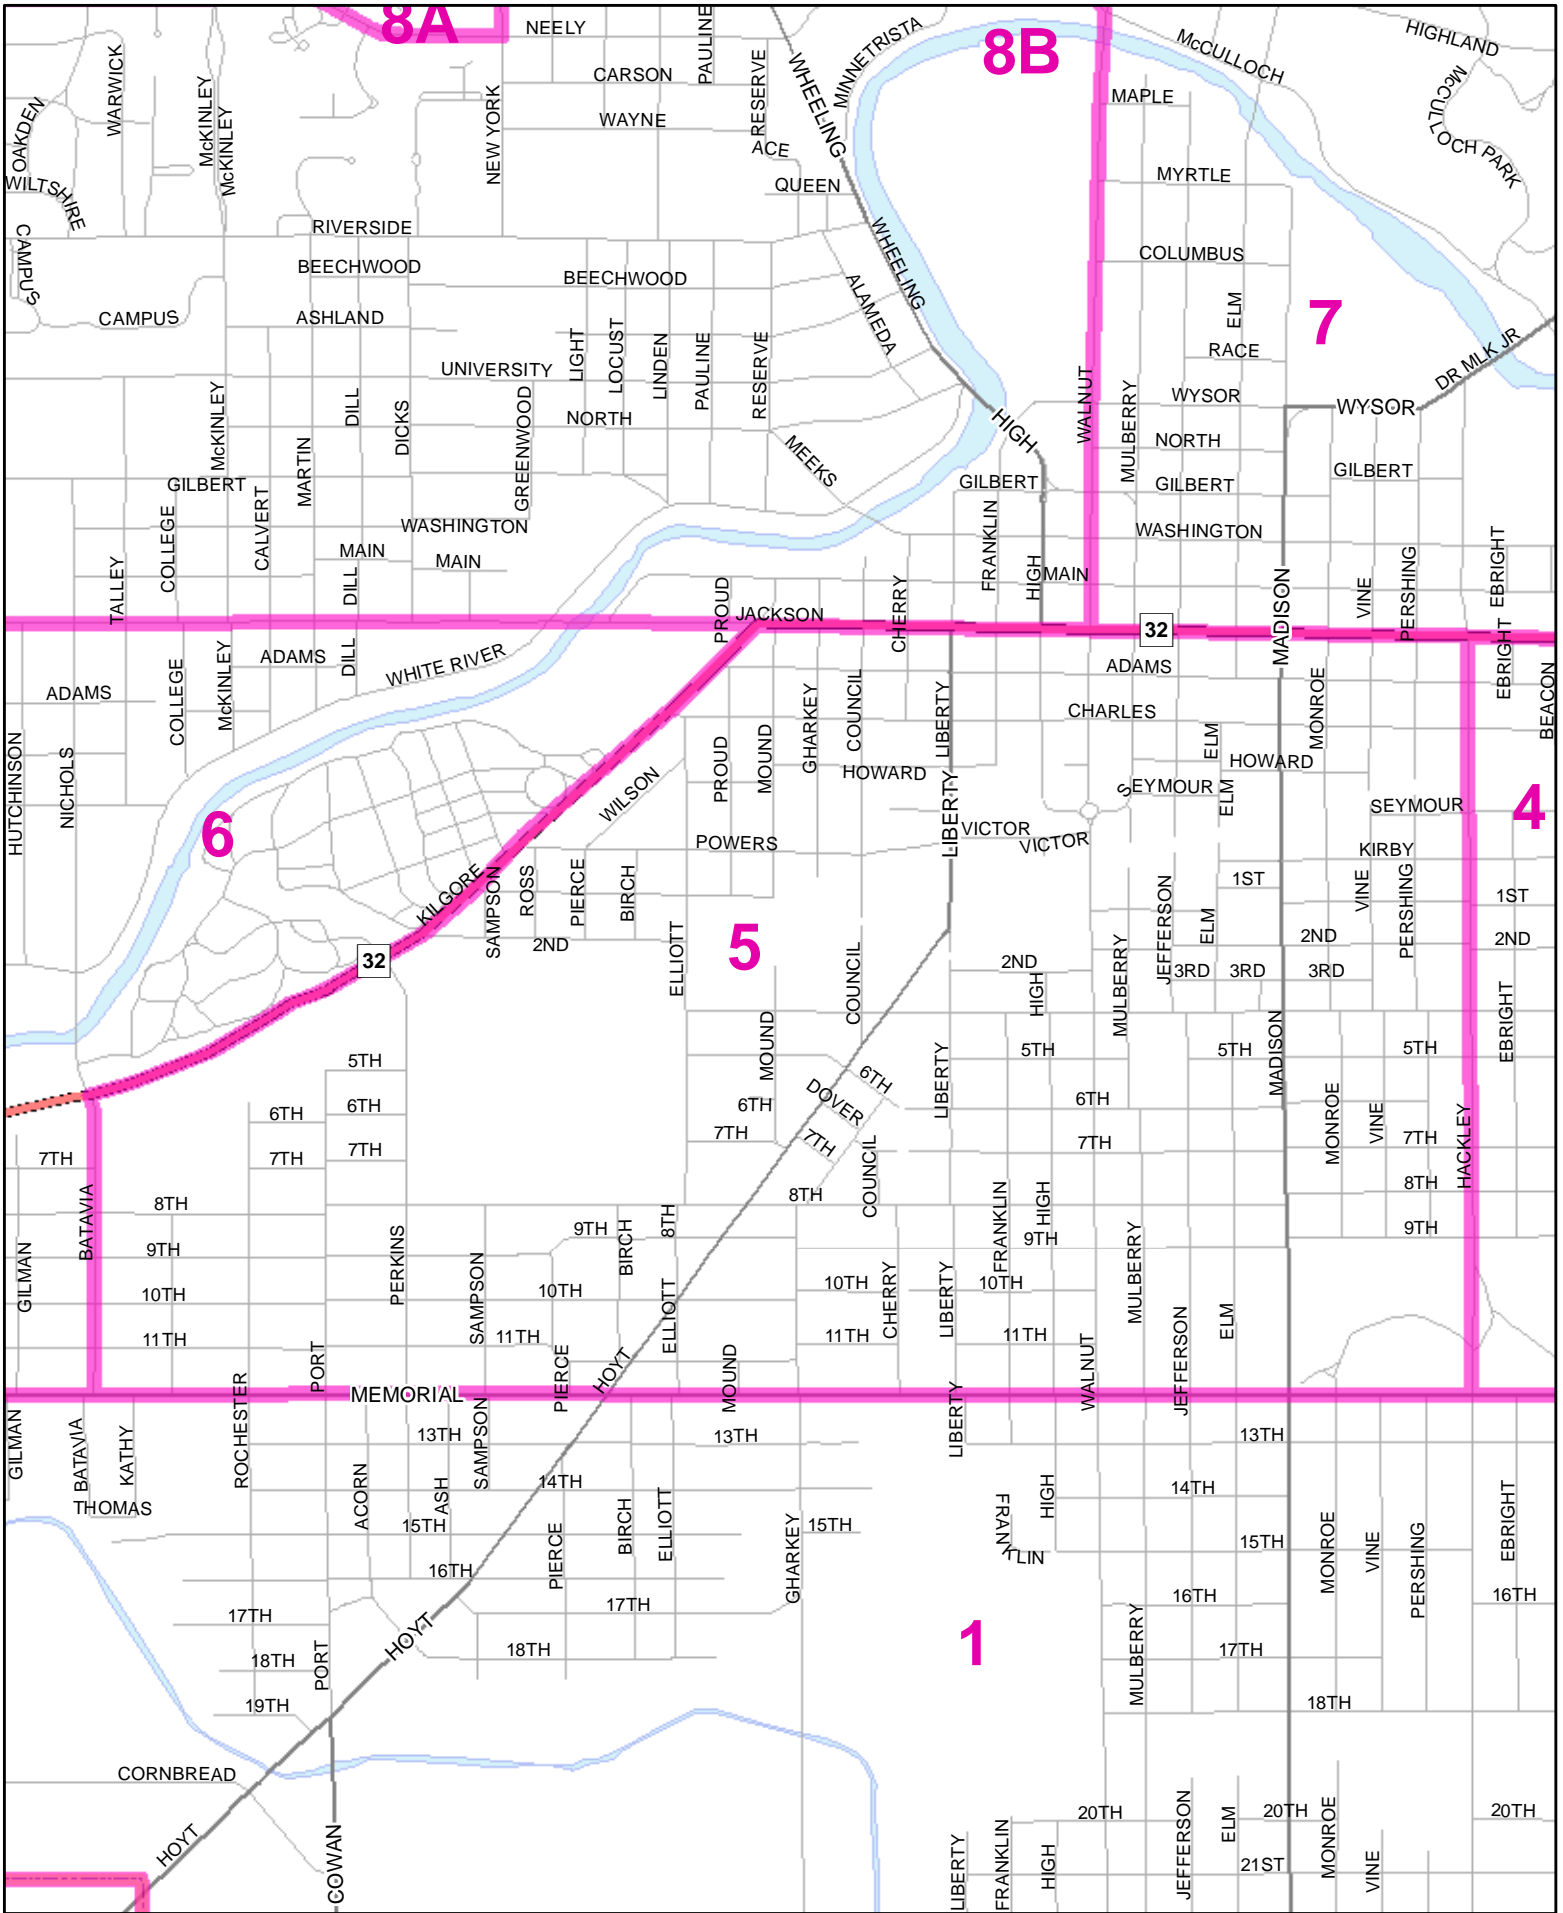 8A
NEELY
PAULINE
8B
McCULLOCH
HIGHLAND
WARWICK
CARSON
RESERVE
WHEELING
MINNETRISTA
McCULLOCH PARK
OAKDEN
McKINLEY
McKINLEY
NEW YORK
WAYNE
MAPLE
ACE
QUEEN
MYRTLE
WILTSHIRE
CAMPUS
RIVERSIDE
WHEELING
BEECHWOOD
BEECHWOOD
COLUMBUS
ALAMEDA
ELM
7
CAMPUS
ASHLAND
LIGHT
LOCUST
LINDEN
PAULINE
RESERVE
RACE
DR MLK JR
UNIVERSITY
WALNUT
MULBERRY
WYSOR
WYSOR
McKINLEY
DILL
DICKS
GREENWOOD
NORTH
HIGH
NORTH
MARTIN
MEEKS
GILBERT
GILBERT
GILBERT
GILBERT
COLLEGE
CALVERT
WASHINGTON
FRANKLIN
WASHINGTON
MAIN
MAIN
EBRIGHT
TALLEY
DILL
PROUD
CHERRY
HIGH
MAIN
MADISON
VINE
PERSHING
JACKSON
32
ADAMS
DILL
WHITE RIVER
ADAMS
EBRIGHT
ADAMS
COLLEGE
McKINLEY
GHARKEY
COUNCIL
LIBERTY
CHARLES
MONROE
BEACON
HUTCHINSON
NICHOLS
PROUD
MOUND
HOWARD
ELM
HOWARD
WILSON
SEYMOUR
ELM
SEYMOUR
4
6
POWERS
LIBERTY
VICTOR
VICTOR
KIRBY
KILGORE
SAMPSON
ROSS
PIERCE
BIRCH
1ST
VINE
PERSHING
1ST
JEFFERSON
ELM
2ND
5
ELLIOTT
COUNCIL
2ND
MULBERRY
2ND
2ND
32
3RD
3RD
3RD
HIGH
MOUND
EBRIGHT
5TH
LIBERTY
5TH
5TH
MADISON
5TH
6TH
6TH
6TH
DOVER
6TH
6TH
MONROE
VINE
HACKLEY
7TH
7TH
7TH
7TH
7TH
COUNCIL
7TH
7TH
BATAVIA
8TH
8TH
8TH
FRANKLIN
HIGH
8TH
GILMAN
9TH
PERKINS
SAMPSON
9TH
BIRCH
9TH
MULBERRY
9TH
10TH
10TH
ELLIOTT
10TH
CHERRY
LIBERTY
10TH
JEFFERSON
ELM
11TH
PORT
11TH
PIERCE
HOYT
MOUND
11TH
11TH
WALNUT
ROCHESTER
MEMORIAL
SAMPSON
LIBERTY
GILMAN
BATAVIA
KATHY
13TH
13TH
13TH
THOMAS
ACORN
ASH
14TH
HIGH
14TH
15TH
PIERCE
BIRCH
ELLIOTT
GHARKEY
15TH
FRANKLIN
15TH
MONROE
VINE
PERSHING
EBRIGHT
16TH
16TH
16TH
17TH
17TH
HOYT
18TH
1
MULBERRY
17TH
18TH
PORT
19TH
18TH
CORNBREAD
HOYT
COWAN
20TH
JEFFERSON
ELM
20TH
MONROE
20TH
LIBERTY
FRANKLIN
HIGH
21ST
VINE